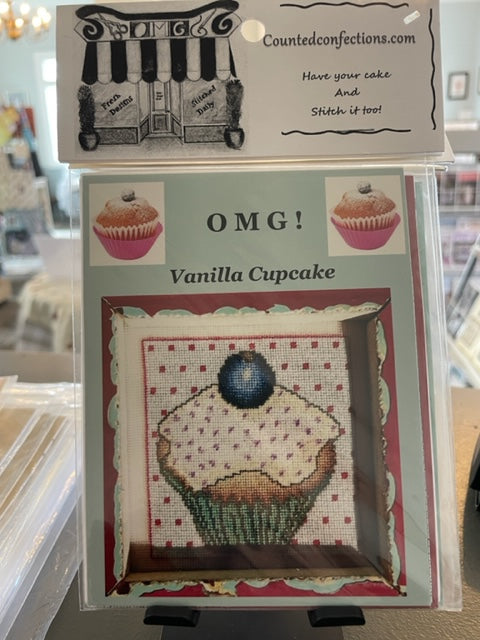 OMG!
Fresh
Designs
Stitched
Daily
Countedconfections.com
Have your cake
And
Stitch it too!
OMG!
Vanilla Cupcake